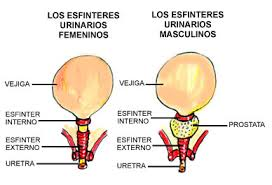 LOS ESFINTERES
URINARIOS
FEMENINOS
LOS ESFINTERES
URINARIOS
MASCULINOS
VEJIGA
ESFINTER
INTERNO
ESFINTER
EXTERNO
URETRA
VEJIGA
ESFINTER
INTERNO
PROSTATA
ESFINTER
EXTERNO
URETRA